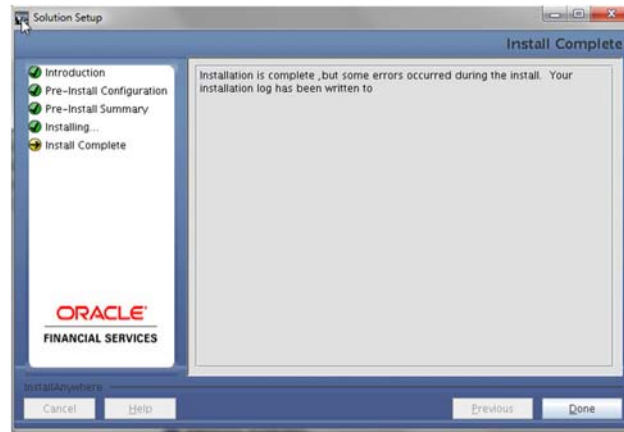 Solution Setup
Install Complete
Introduction
Pre-Install Configuration
Pre-Install Summary
Installing...
Install Complete
Installation is complete ,but some errors occurred during the install. Your
installation log has been written to
ORACLE
FINANCIAL SERVICES
InstallAnywhere
Cancel
Help
Previous
Done